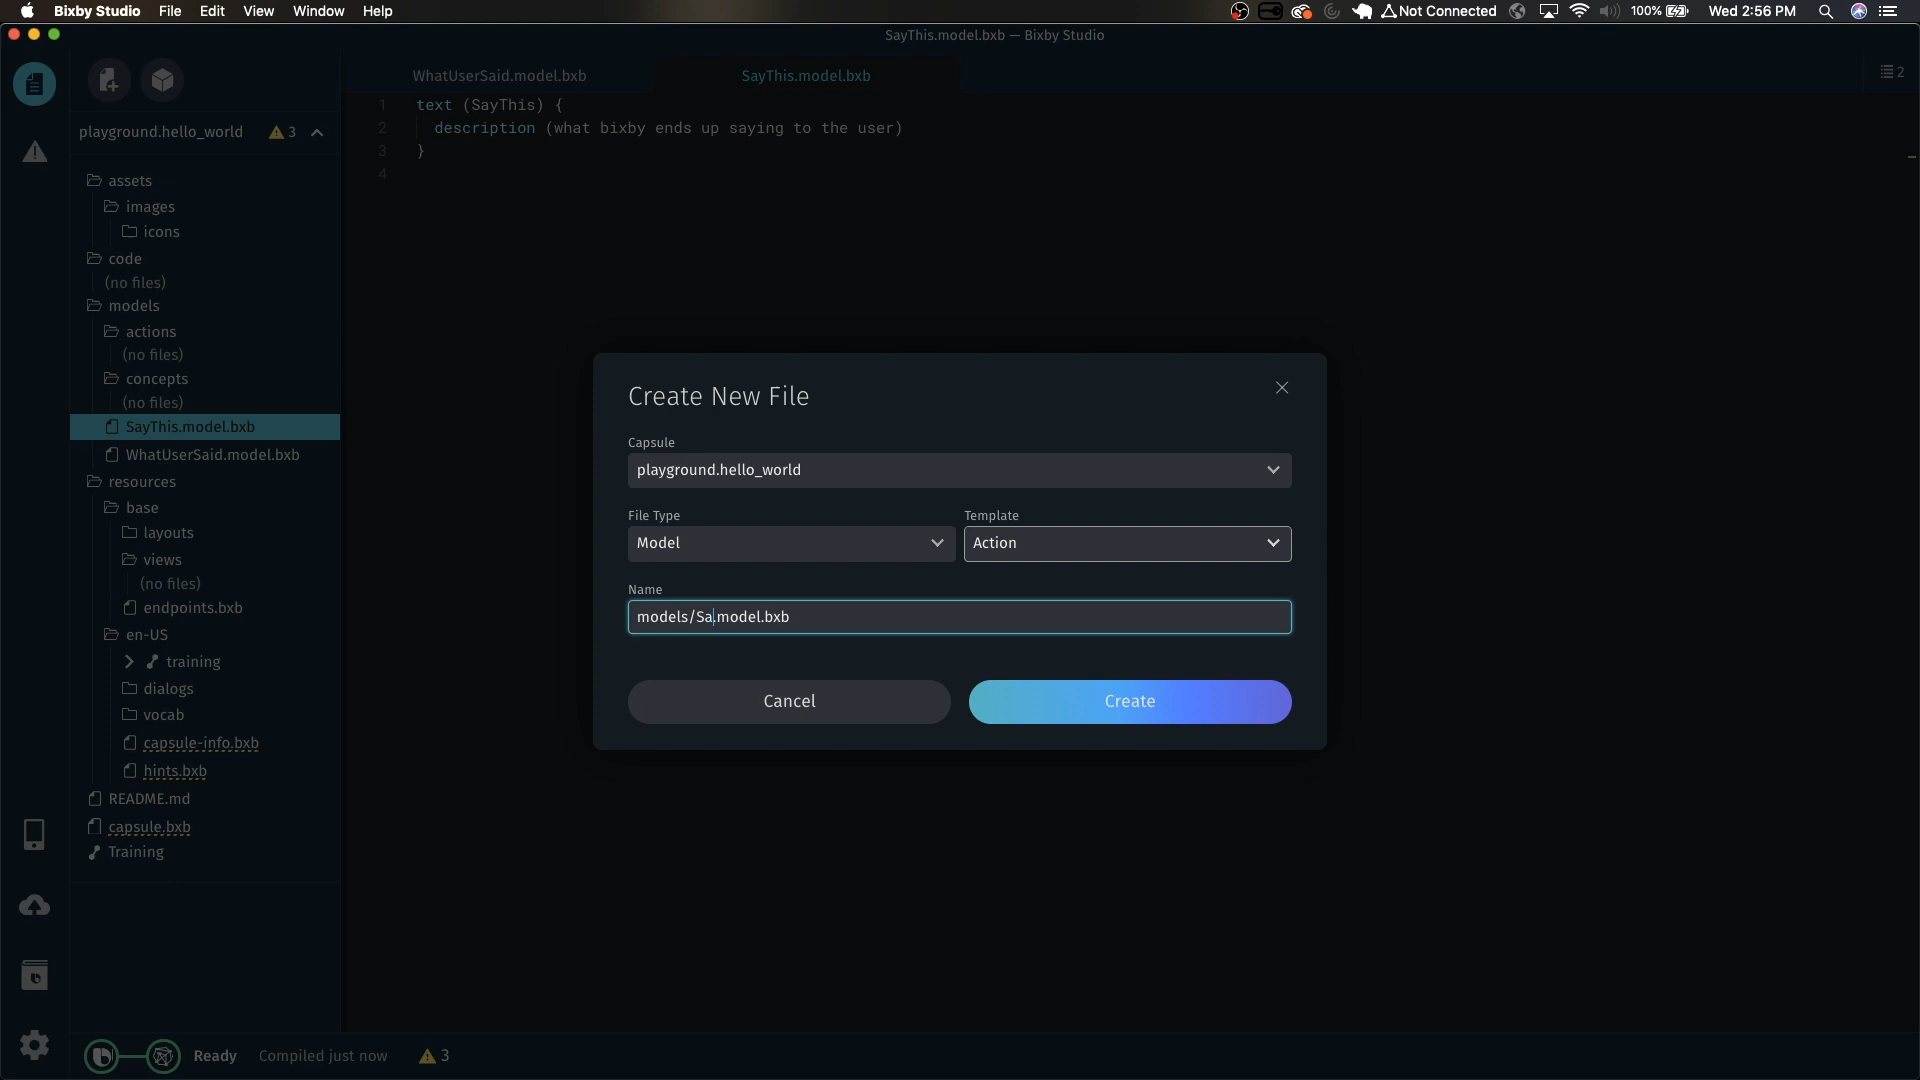 Bixby Studio File Edit View Window Help
Not Connected 100% Wed 2:56 PM
SayThis.model.bxb — Bixby Studio
WhatUserSaid.model.bxb SayThis.model.bxb 2
playground.hello_world 3
assets
images
icons
code
(no files)
models
actions
(no files)
concepts
(no files)
SayThis.model.bxb
WhatUserSaid.model.bxb
resources
base
layouts
views
(no files)
endpoints.bxb
en-US
training
dialogs
vocab
capsule-info.bxb
hints.bxb
README.md
capsule.bxb
Training
1 text (SayThis) {
2 description (what bixby ends up saying to the user)
3 }
4
Create New File
Capsule
playground.hello_world
File Type Template
Model Action
Name
models/Sa.model.bxb
Cancel Create
Ready Compiled just now 3